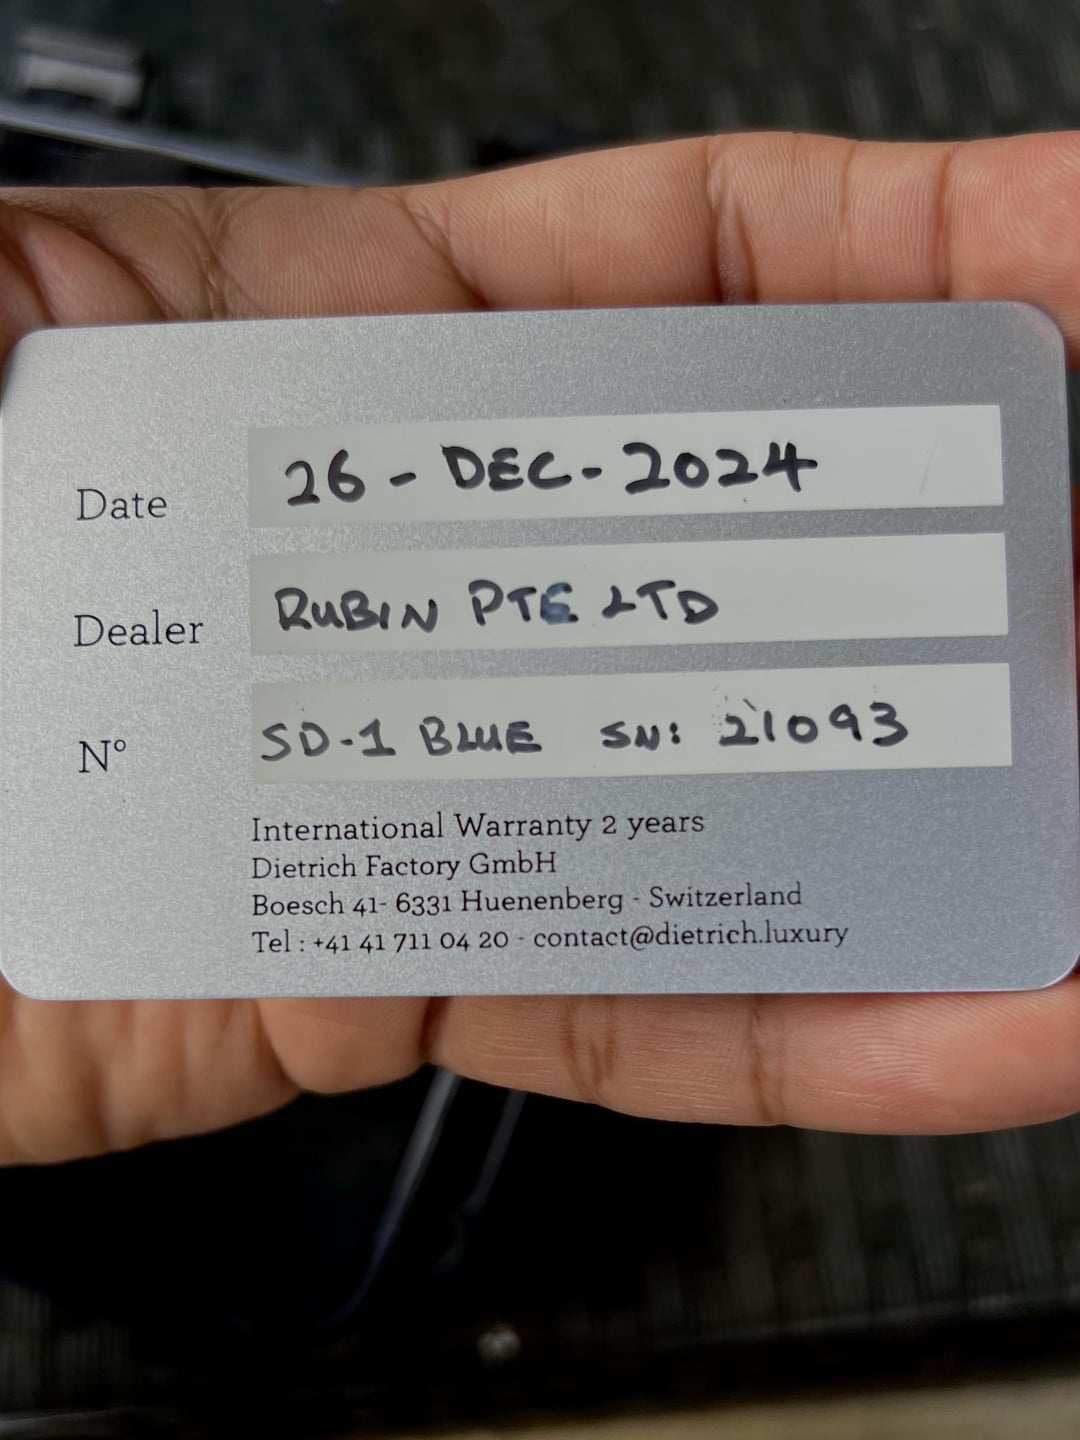 Date 26 - DEC - 2024
Dealer RUBIN PTE LTD
N° SD-1 BLUE SN: 21093
International Warranty 2 years
Dietrich Factory GmbH
Boesch 41- 6331 Huenenberg - Switzerland
Tel : +41 41 711 04 20 - contact@dietrich.luxury